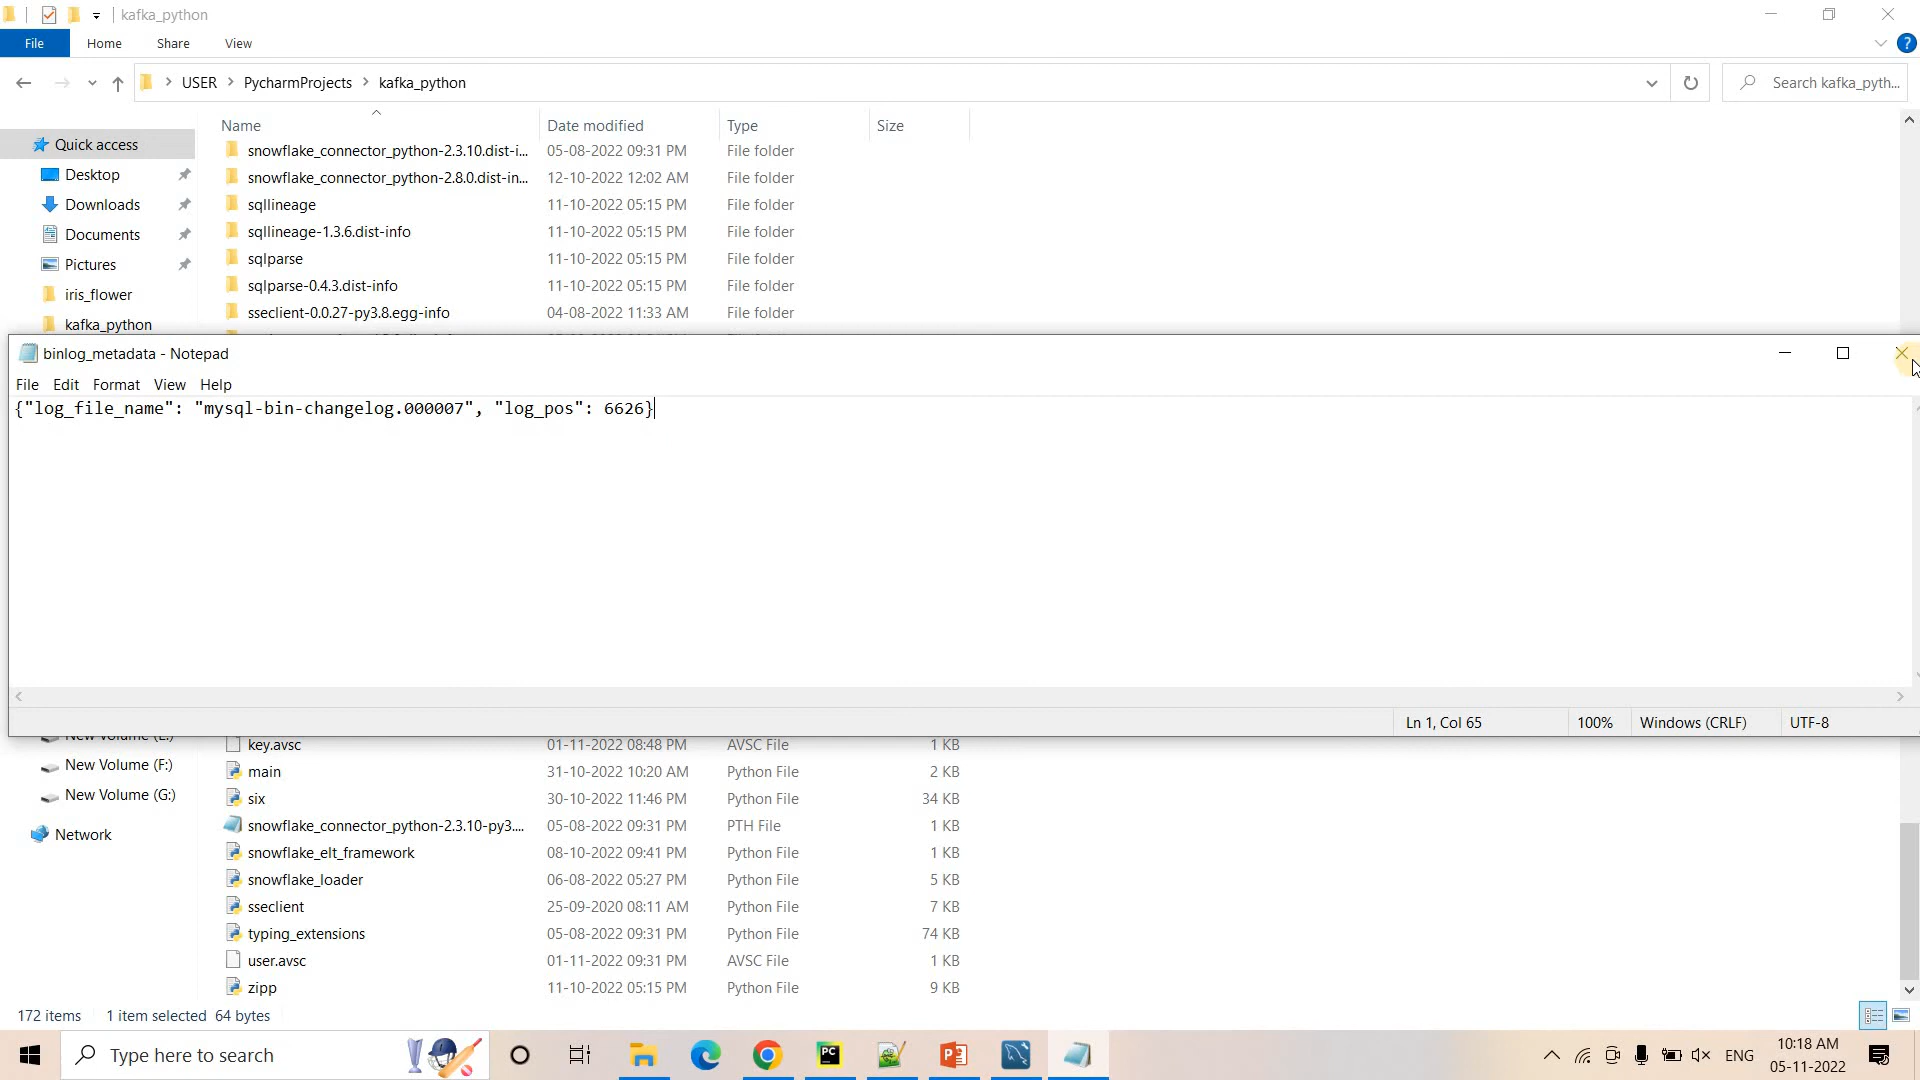 kafka_python
File Home Share View
USER PycharmProjects kafka_python Search kafka_pyth...
Name Date modified Type Size
Quick access
Desktop
Downloads
Documents
Pictures
iris_flower
kafka_python
snowflake_connector_python-2.3.10.dist-i... 05-08-2022 09:31 PM File folder
snowflake_connector_python-2.8.0.dist-in... 12-10-2022 12:02 AM File folder
sqllineage 11-10-2022 05:15 PM File folder
sqllineage-1.3.6.dist-info 11-10-2022 05:15 PM File folder
sqlparse 11-10-2022 05:15 PM File folder
sqlparse-0.4.3.dist-info 11-10-2022 05:15 PM File folder
sseclient-0.0.27-py3.8.egg-info 04-08-2022 11:33 AM File folder
binlog_metadata - Notepad
File Edit Format View Help
{"log_file_name": "mysql-bin-changelog.000007", "log_pos": 6626}
Ln 1, Col 65 100% Windows (CRLF) UTF-8
New Volume (E:)
New Volume (F:)
New Volume (G:)
Network
key.avsc 01-11-2022 08:48 PM AVSC File 1 KB
main 31-10-2022 10:20 AM Python File 2 KB
six 30-10-2022 11:46 PM Python File 34 KB
snowflake_connector_python-2.3.10-py3.... 05-08-2022 09:31 PM PTH File 1 KB
snowflake_elt_framework 08-10-2022 09:41 PM Python File 1 KB
snowflake_loader 06-08-2022 05:27 PM Python File 5 KB
sseclient 25-09-2020 08:11 AM Python File 7 KB
typing_extensions 05-08-2022 09:31 PM Python File 74 KB
user.avsc 01-11-2022 09:31 PM AVSC File 1 KB
zipp 11-10-2022 05:15 PM Python File 9 KB
172 items 1 item selected 64 bytes
Type here to search
PC
ENG
10:18 AM
05-11-2022